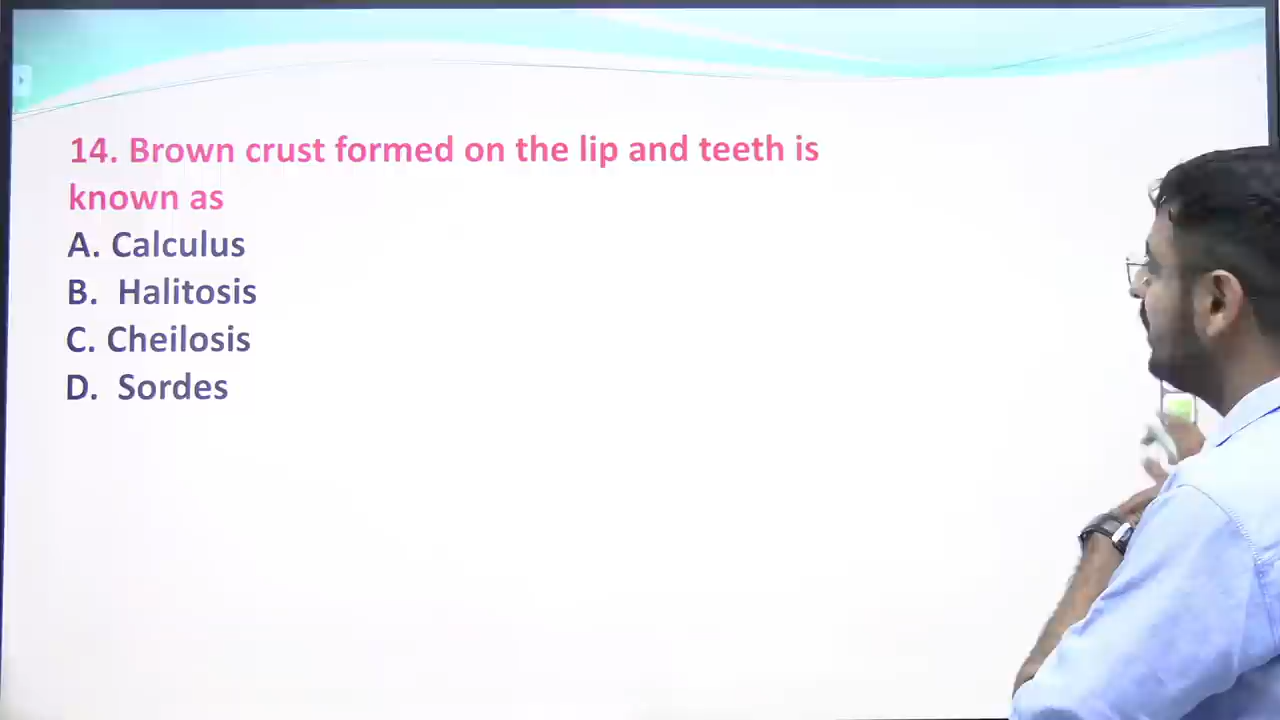 14. Brown crust formed on the lip and teeth is
known as
A. Calculus
B. Halitosis
C. Cheilosis
D. Sordes